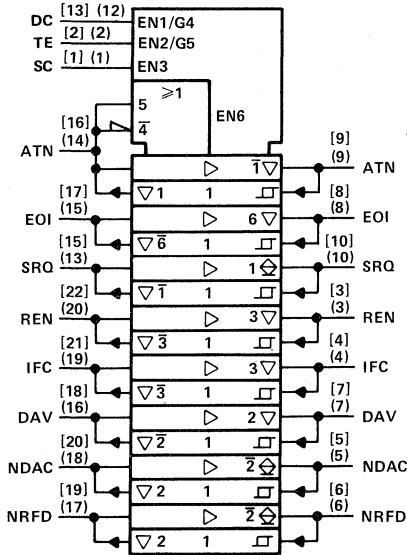 DC [13] (12) EN1/G4
TE [2] (2) EN2/G5
SC [1] (1) EN3
≥1
5 EN6
[16] 4̅
ATN (14) [9]
▷ 1̅ ▽ (9) ATN
[17] ▽ 1 1 [8]
EOI (15) ▷ 6 ▽ (8) EOI
[15] ▽ 6̅ 1 [10]
SRQ (13) ▷ 1 (10) SRQ
[22] ▽ 1̅ 1 [3]
REN (20) ▷ 3 ▽ (3) REN
[21] ▽ 3̅ 1 [4]
IFC (19) ▷ 3 ▽ (4) IFC
[18] ▽ 3̅ 1 [7]
DAV (16) ▷ 2 ▽ (7) DAV
[20] ▽ 2̅ 1 [5]
NDAC (18) ▷ 2̅ (5) NDAC
[19] ▽ 2 1 [6]
NRFD (17) ▷ 2̅ (6) NRFD
▽ 2 1